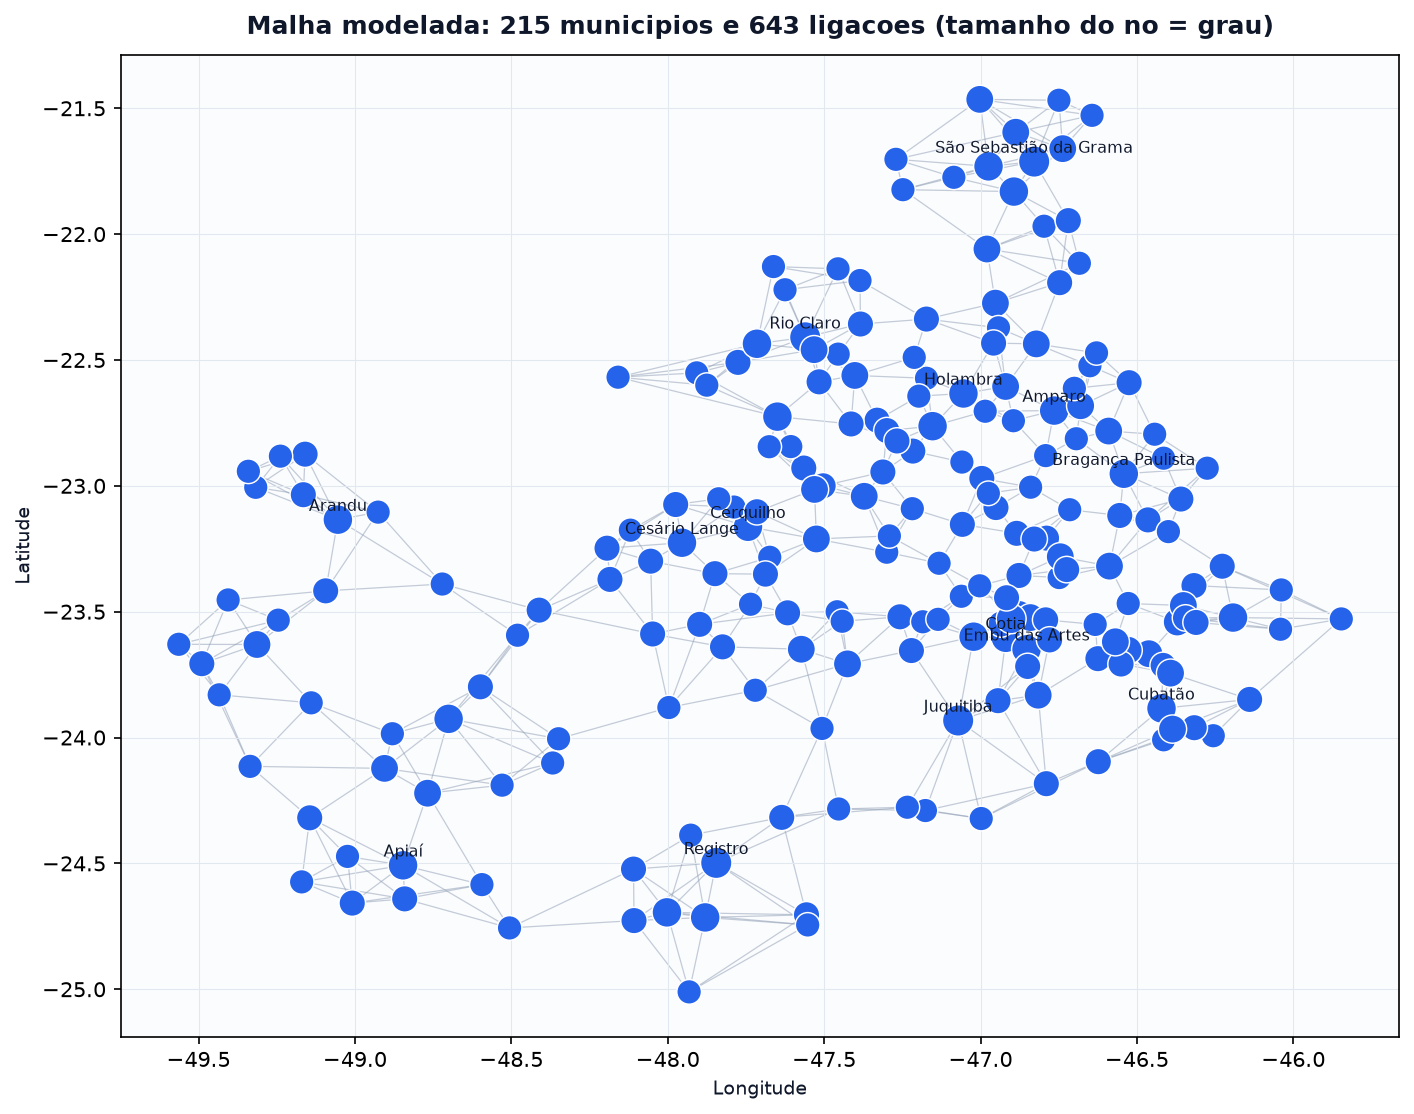 Malha modelada: 215 municipios e 643 ligacoes (tamanho do no = grau)
−21.5
São Sebastião da Grama
−22.0
Rio Claro
−22.5
Holambra
Amparo
Bragança Paulista
−23.0
Arandu
Cerquilho
Cesário Lange
−23.5
Cotia
Embu das Artes
Cubatão
Juquitiba
−24.0
Apiaí
Registro
−24.5
−25.0
Latitude
−49.5
−49.0
−48.5
−48.0
−47.5
−47.0
−46.5
−46.0
Longitude